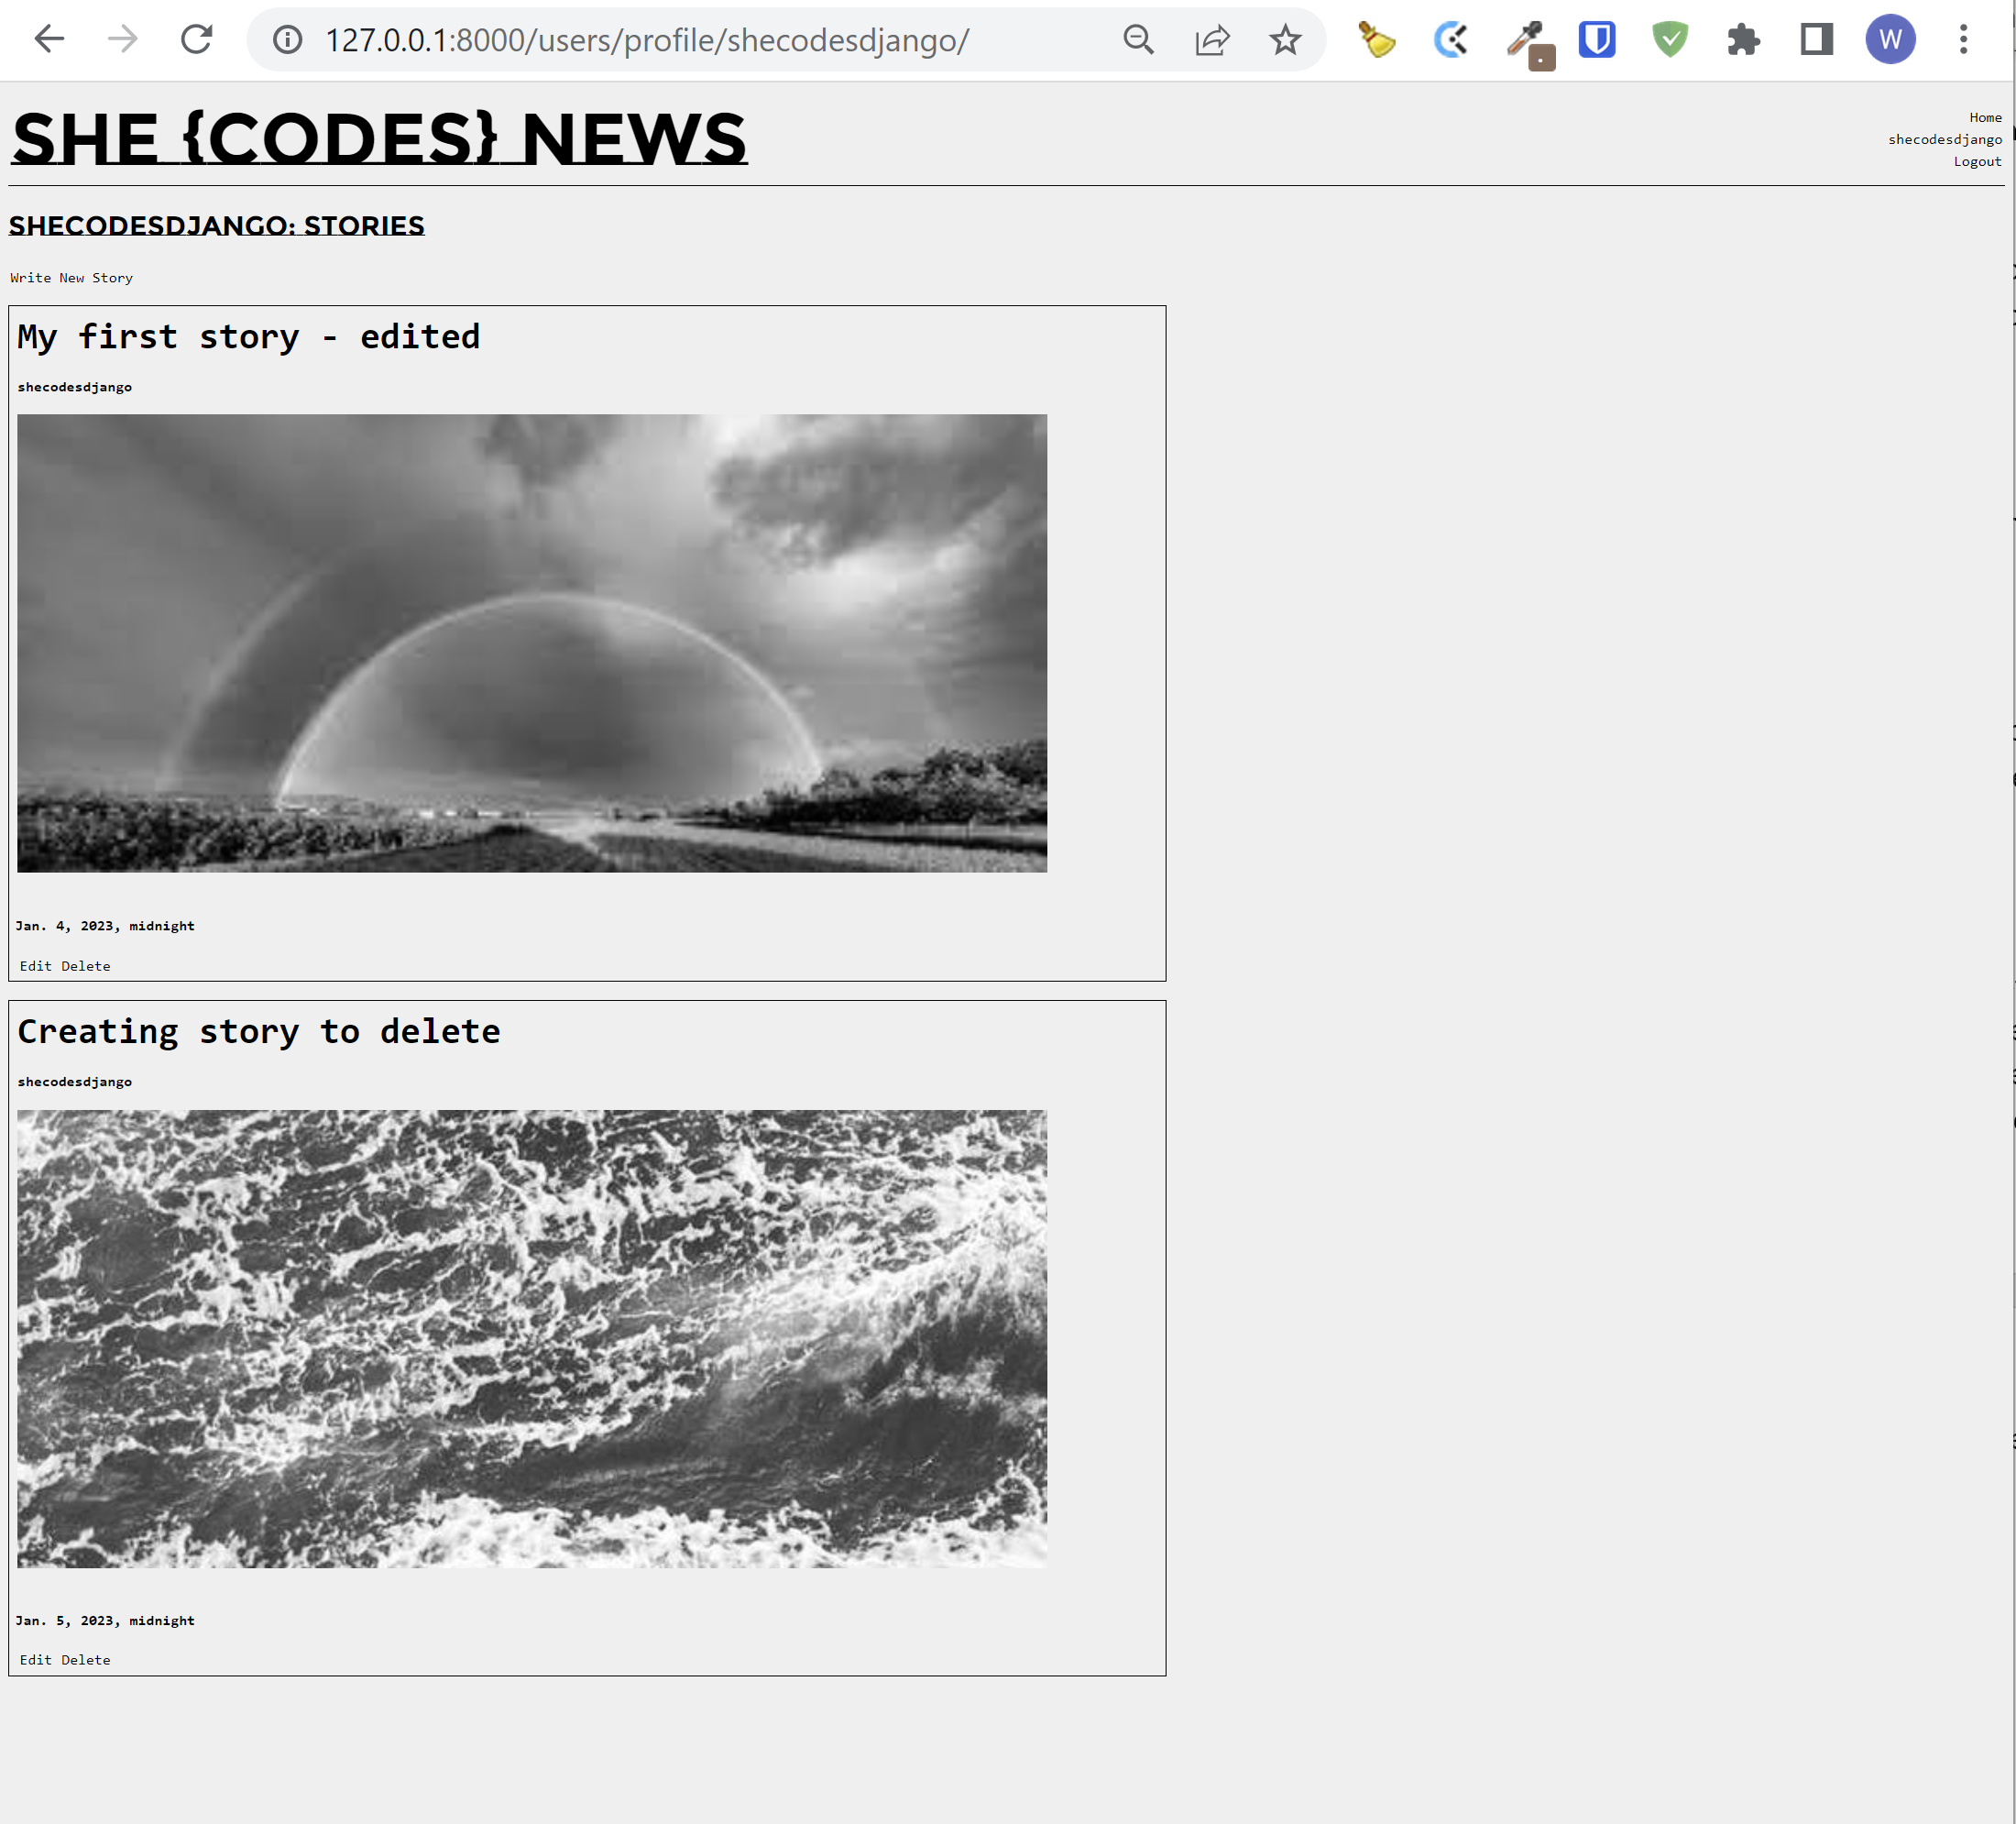 127.0.0.1:8000/users/profile/shecodesdjango/
W
SHE {CODES} NEWS
Home
shecodesdjango
Logout
SHECODESDJANGO: STORIES
Write New Story
My first story - edited
shecodesdjango
Jan. 4, 2023, midnight
Edit Delete
Creating story to delete
shecodesdjango
Jan. 5, 2023, midnight
Edit Delete